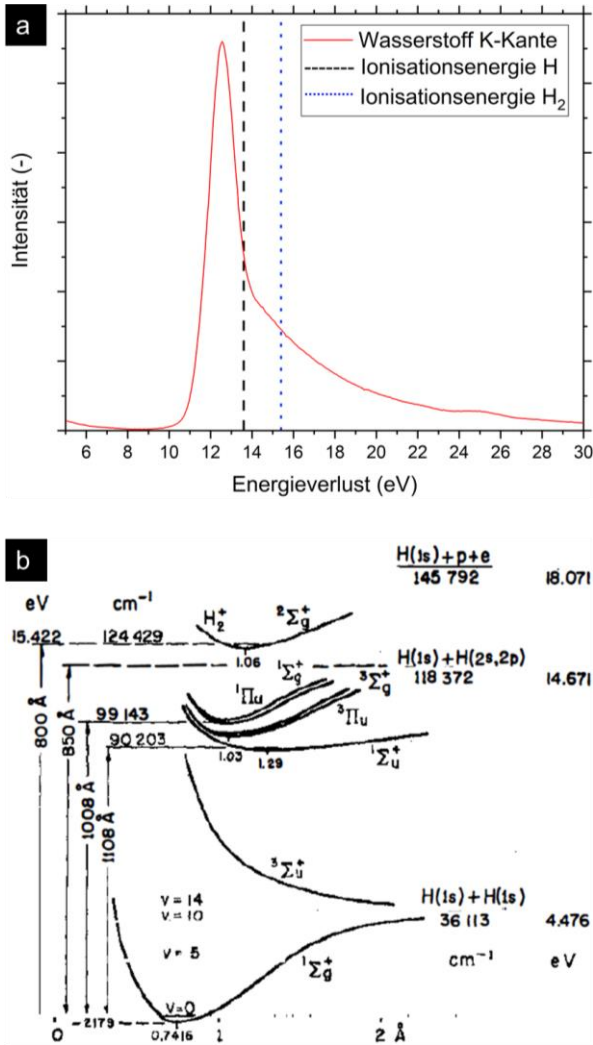 a
Wasserstoff K-Kante
Ionisationsenergie H
Ionisationsenergie H₂
Intensität (-)
6 8 10 12 14 16 18 20 22 24 26 28 30
Energieverlust (eV)
b
H(1s)+p+e
145 792 18.071
eV cm⁻¹
H₂⁺ ²Σg⁺
15.422 124 429
1.06
¹Σg⁺
H(1s)+H(2s,2p)
118 372 14.671
¹Πu
³Σg⁺
³Πu
99 143
90 203
1.03
1.29
¹Σu⁺
800 Å
850 Å
1008 Å
1108 Å
³Σu⁺
V=14
V=10
H(1s)+H(1s)
36 113 4.476
V=5
¹Σg⁺
cm⁻¹ eV
V=0
-2179
0 0.7416 1 2 Å